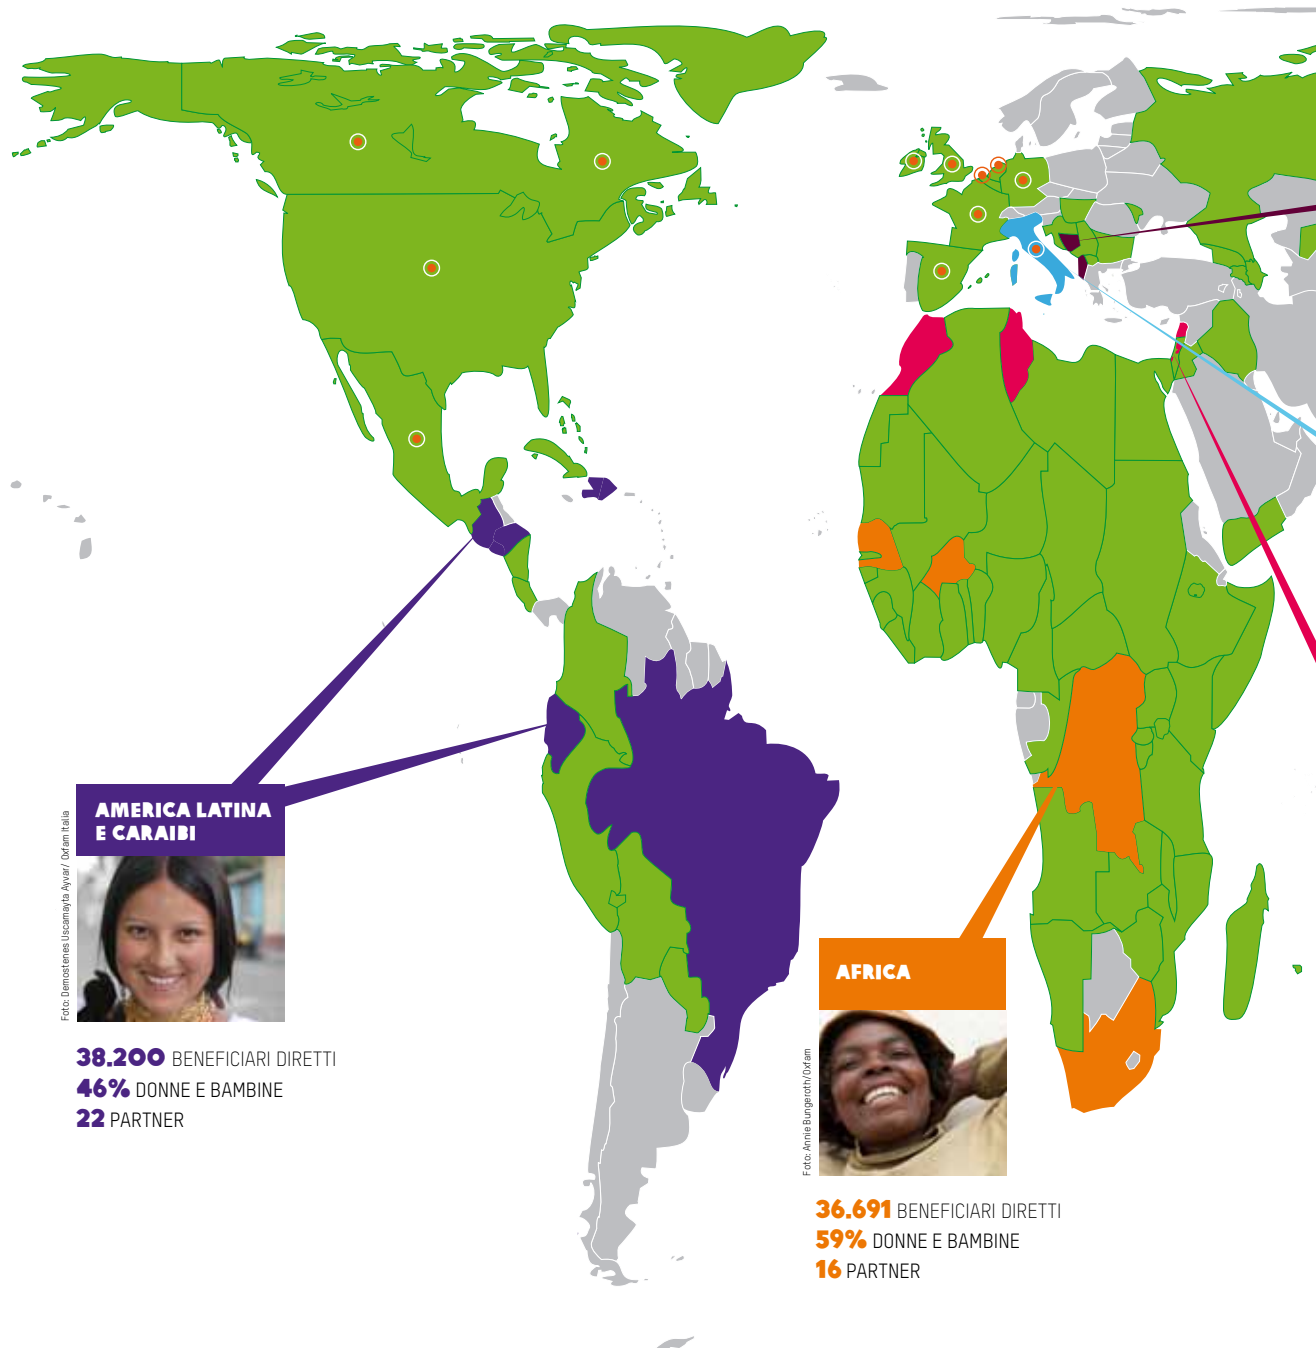 AMERICA LATINA
E CARAIBI
Foto: Demostenes Uscamayta Ayvar/ Oxfam Italia
38.200 BENEFICIARI DIRETTI
46% DONNE E BAMBINE
22 PARTNER
AFRICA
Foto: Annie Bungeroth/Oxfam
36.691 BENEFICIARI DIRETTI
59% DONNE E BAMBINE
16 PARTNER